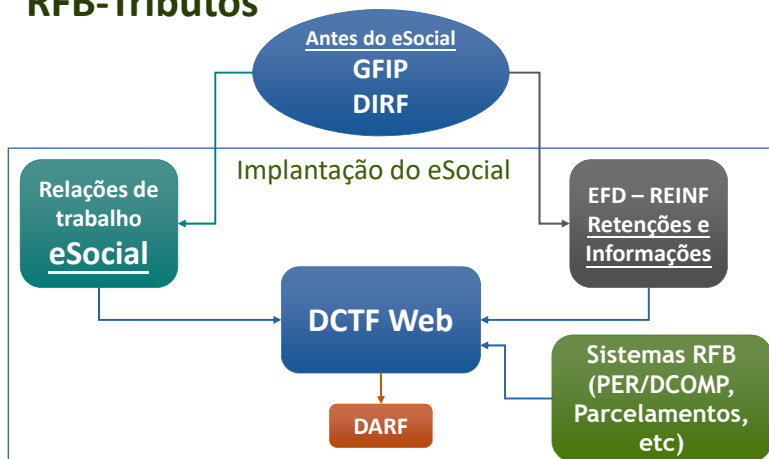 RFB-Tributos
Antes do eSocial
GFIP
DIRF
Implantação do eSocial
Relações de
trabalho
eSocial
EFD – REINF
Retenções e
Informações
DCTF Web
Sistemas RFB
(PER/DCOMP,
Parcelamentos,
etc)
DARF